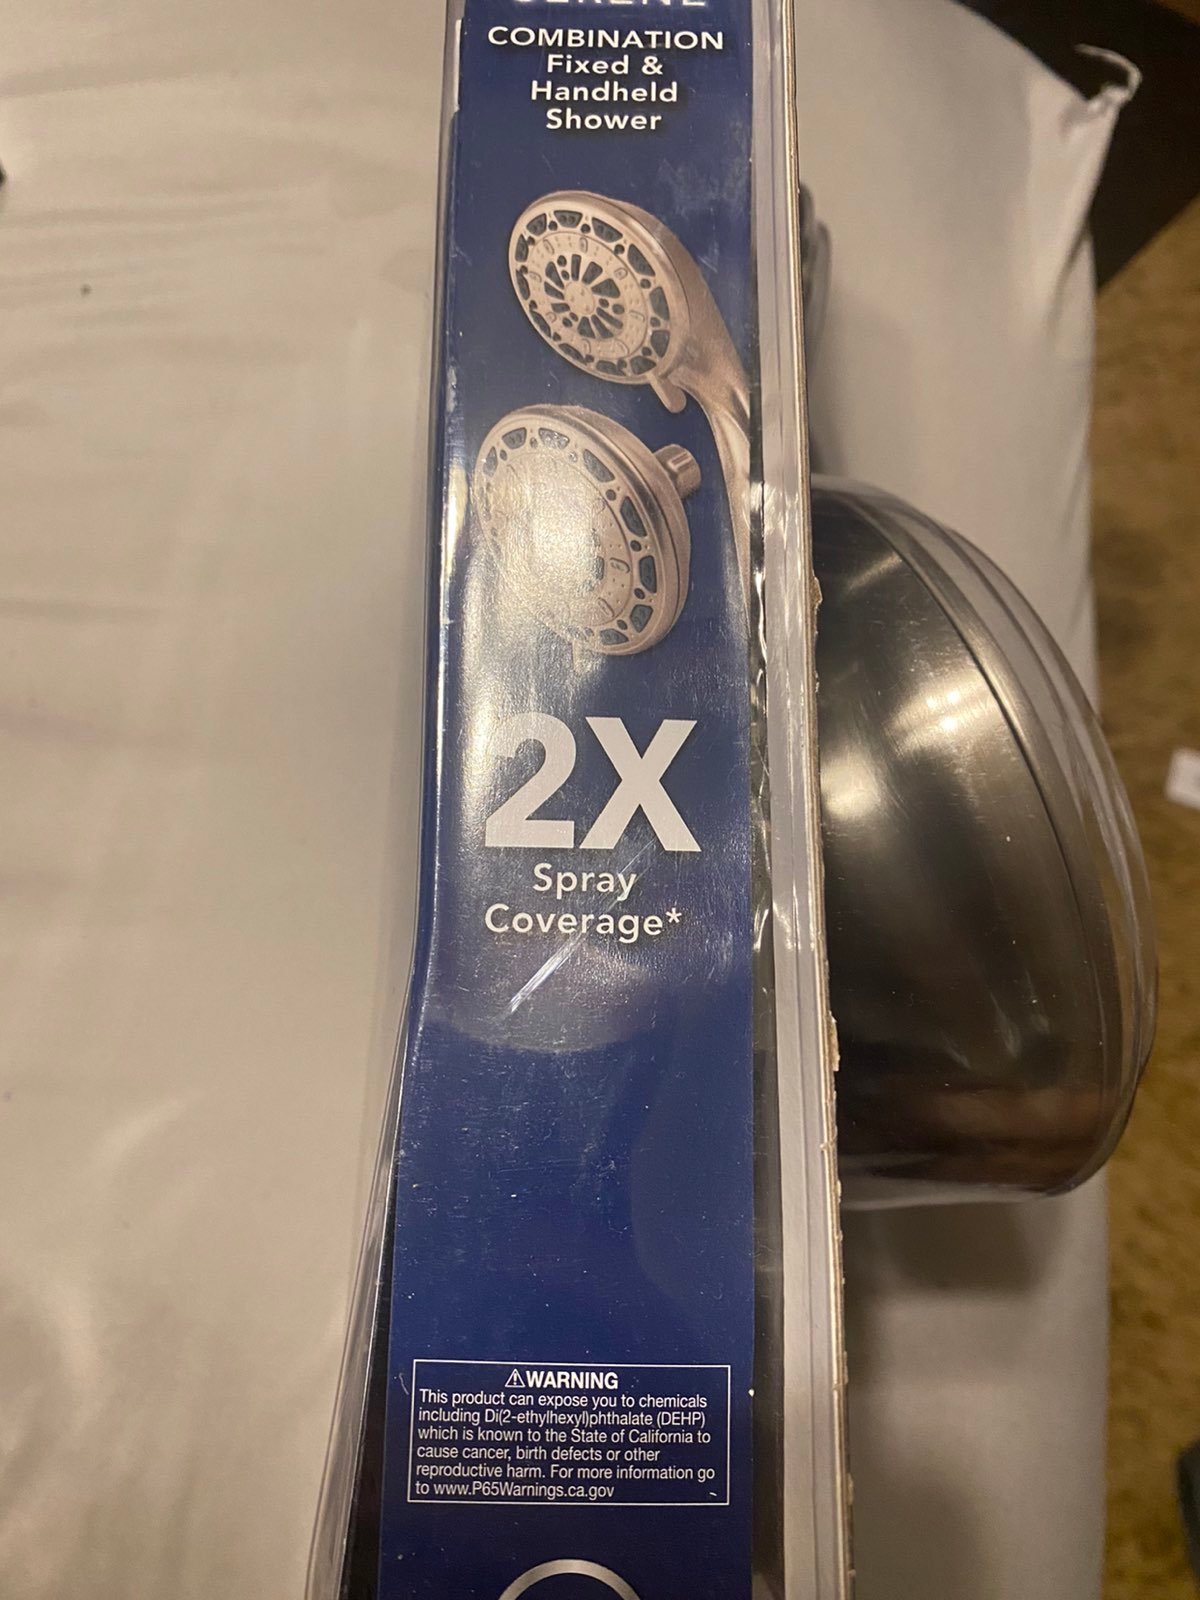 SERENE
COMBINATION
Fixed &
Handheld
Shower
2X
Spray
Coverage*
⚠WARNING
This product can expose you to chemicals
including Di(2-ethylhexyl)phthalate (DEHP)
which is known to the State of California to
cause cancer, birth defects or other
reproductive harm. For more information go
to www.P65Warnings.ca.gov